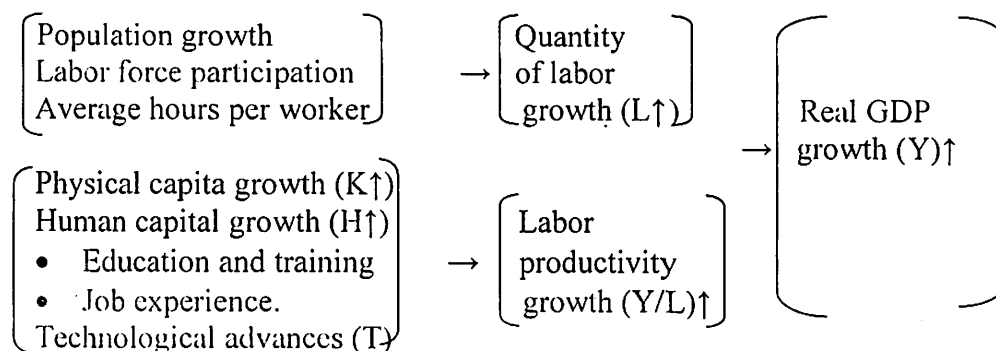 Population growth
Labor force participation
Average hours per worker
→
Quantity
of labor
growth (L↑)
Physical capita growth (K↑)
Human capital growth (H↑)
• Education and training
• Job experience.
Technological advances (T)
→
Labor
productivity
growth (Y/L)↑
→
Real GDP
growth (Y)↑